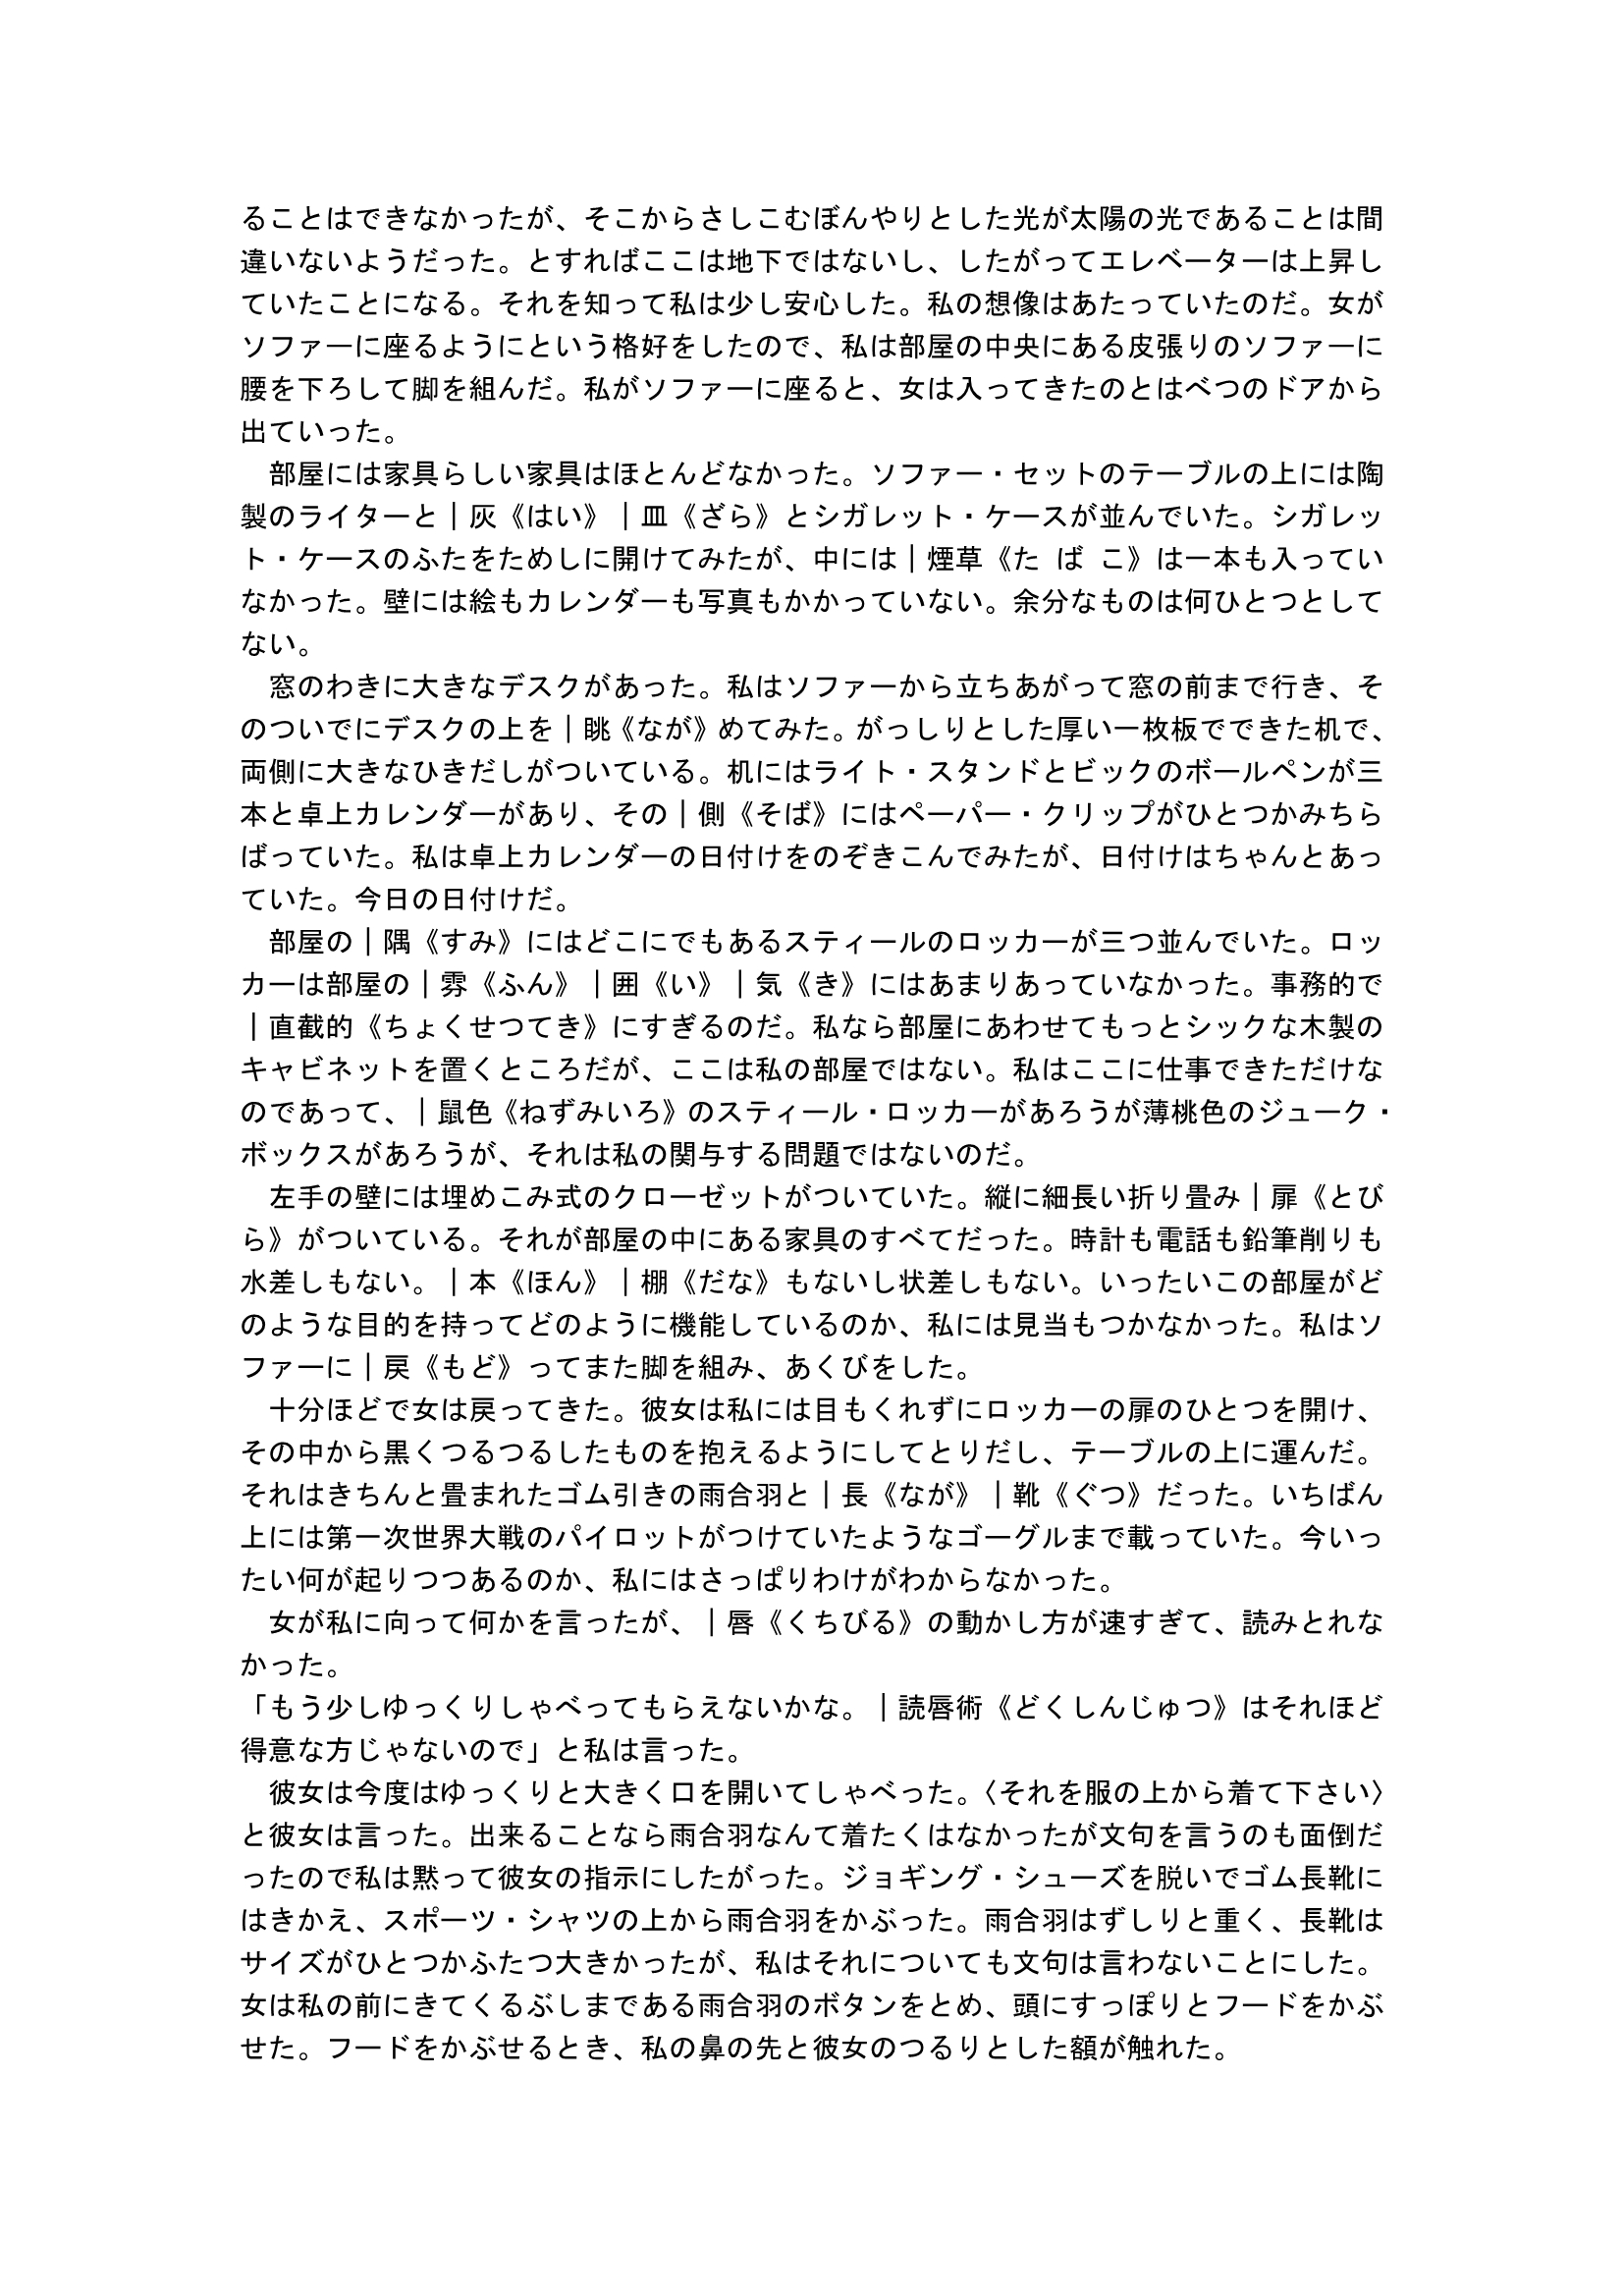 ることはできなかったが、そこからさしこむぼんやりとした光が太陽の光であることは間
違いないようだった。とすればここは地下ではないし、したがってエレベーターは上昇し
ていたことになる。それを知って私は少し安心した。私の想像はあたっていたのだ。女が
ソファーに座るようにという格好をしたので、私は部屋の中央にある皮張りのソファーに
腰を下ろして脚を組んだ。私がソファーに座ると、女は入ってきたのとはべつのドアから
出ていった。
　部屋には家具らしい家具はほとんどなかった。ソファー・セットのテーブルの上には陶
製のライターと｜灰《はい》｜皿《ざら》とシガレット・ケースが並んでいた。シガレッ
ト・ケースのふたをためしに開けてみたが、中には｜煙草《た ば こ》は一本も入ってい
なかった。壁には絵もカレンダーも写真もかかっていない。余分なものは何ひとつとして
ない。
　窓のわきに大きなデスクがあった。私はソファーから立ちあがって窓の前まで行き、そ
のついでにデスクの上を｜眺《なが》めてみた。がっしりとした厚い一枚板でできた机で、
両側に大きなひきだしがついている。机にはライト・スタンドとビックのボールペンが三
本と卓上カレンダーがあり、その｜側《そば》にはペーパー・クリップがひとつかみちら
ばっていた。私は卓上カレンダーの日付けをのぞきこんでみたが、日付けはちゃんとあっ
ていた。今日の日付けだ。
　部屋の｜隅《すみ》にはどこにでもあるスティールのロッカーが三つ並んでいた。ロッ
カーは部屋の｜雰《ふん》｜囲《い》｜気《き》にはあまりあっていなかった。事務的で
｜直截的《ちょくせつてき》にすぎるのだ。私なら部屋にあわせてもっとシックな木製の
キャビネットを置くところだが、ここは私の部屋ではない。私はここに仕事できただけな
のであって、｜鼠色《ねずみいろ》のスティール・ロッカーがあろうが薄桃色のジューク・
ボックスがあろうが、それは私の関与する問題ではないのだ。
　左手の壁には埋めこみ式のクローゼットがついていた。縦に細長い折り畳み｜扉《とび
ら》がついている。それが部屋の中にある家具のすべてだった。時計も電話も鉛筆削りも
水差しもない。｜本《ほん》｜棚《だな》もないし状差しもない。いったいこの部屋がど
のような目的を持ってどのように機能しているのか、私には見当もつかなかった。私はソ
ファーに｜戻《もど》ってまた脚を組み、あくびをした。
　十分ほどで女は戻ってきた。彼女は私には目もくれずにロッカーの扉のひとつを開け、
その中から黒くつるつるしたものを抱えるようにしてとりだし、テーブルの上に運んだ。
それはきちんと畳まれたゴム引きの雨合羽と｜長《なが》｜靴《ぐつ》だった。いちばん
上には第一次世界大戦のパイロットがつけていたようなゴーグルまで載っていた。今いっ
たい何が起りつつあるのか、私にはさっぱりわけがわからなかった。
　女が私に向って何かを言ったが、｜唇《くちびる》の動かし方が速すぎて、読みとれな
かった。
「もう少しゆっくりしゃべってもらえないかな。｜読唇術《どくしんじゅつ》はそれほど
得意な方じゃないので」と私は言った。
　彼女は今度はゆっくりと大きく口を開いてしゃべった。〈それを服の上から着て下さい〉
と彼女は言った。出来ることなら雨合羽なんて着たくはなかったが文句を言うのも面倒だ
ったので私は黙って彼女の指示にしたがった。ジョギング・シューズを脱いでゴム長靴に
はきかえ、スポーツ・シャツの上から雨合羽をかぶった。雨合羽はずしりと重く、長靴は
サイズがひとつかふたつ大きかったが、私はそれについても文句は言わないことにした。
女は私の前にきてくるぶしまである雨合羽のボタンをとめ、頭にすっぽりとフードをかぶ
せた。フードをかぶせるとき、私の鼻の先と彼女のつるりとした額が触れた。